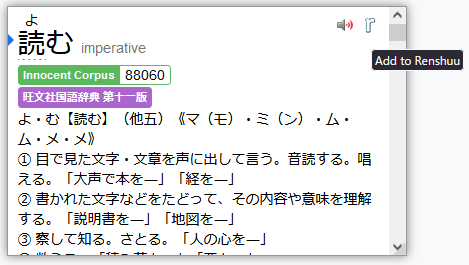 よ
読む imperative
Add to Renshuu
Innocent Corpus 88060
旺文社国語辞典 第十一版
よ・む【読む】（他五）《マ（モ）・ミ（ン）・ム・
ム・メ・メ》
① 目で見た文字・文章を声に出して言う。音読する。唱
える。「大声で本を―」「経を―」
② 書かれた文字などをたどって、その内容や意味を理解
する。「説明書を―」「地図を―」
③ 察して知る。さとる。「人の心を―」